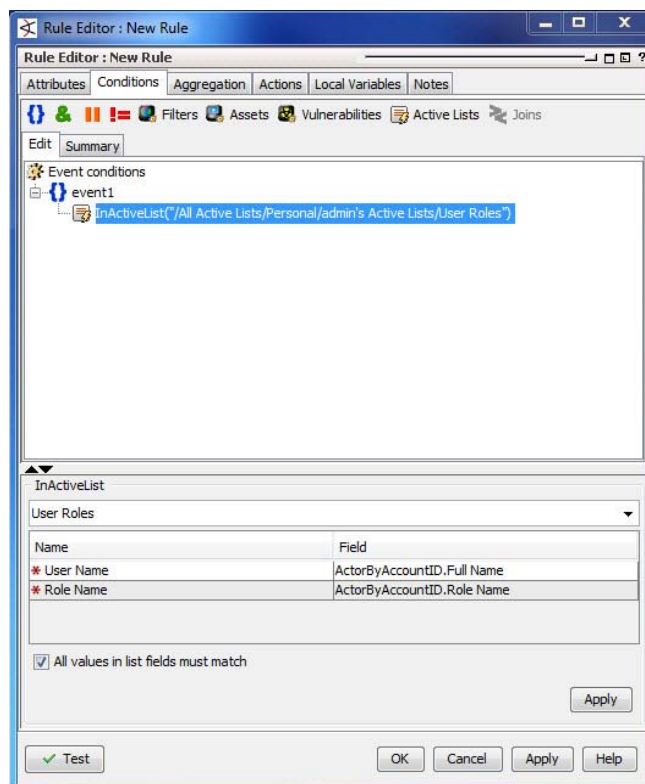 Rule Editor : New Rule
Rule Editor : New Rule
Attributes Conditions Aggregation Actions Local Variables Notes
{} & != Filters Assets Vulnerabilities Active Lists Joins
Edit Summary
Event conditions
{} event1
InActiveList("/All Active Lists/Personal/admin's Active Lists/User Roles")
InActiveList
User Roles
Name Field
* User Name ActorByAccountID.Full Name
* Role Name ActorByAccountID.Role Name
All values in list fields must match
Apply
Test OK Cancel Apply Help